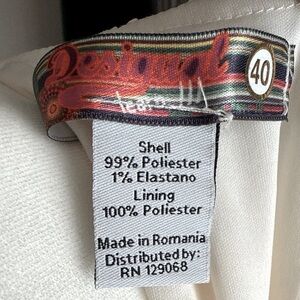 Desigual
40
Shell
99% Poliester
1% Elastano
Lining
100% Poliester
Made in Romania
Distributed by:
RN 129068